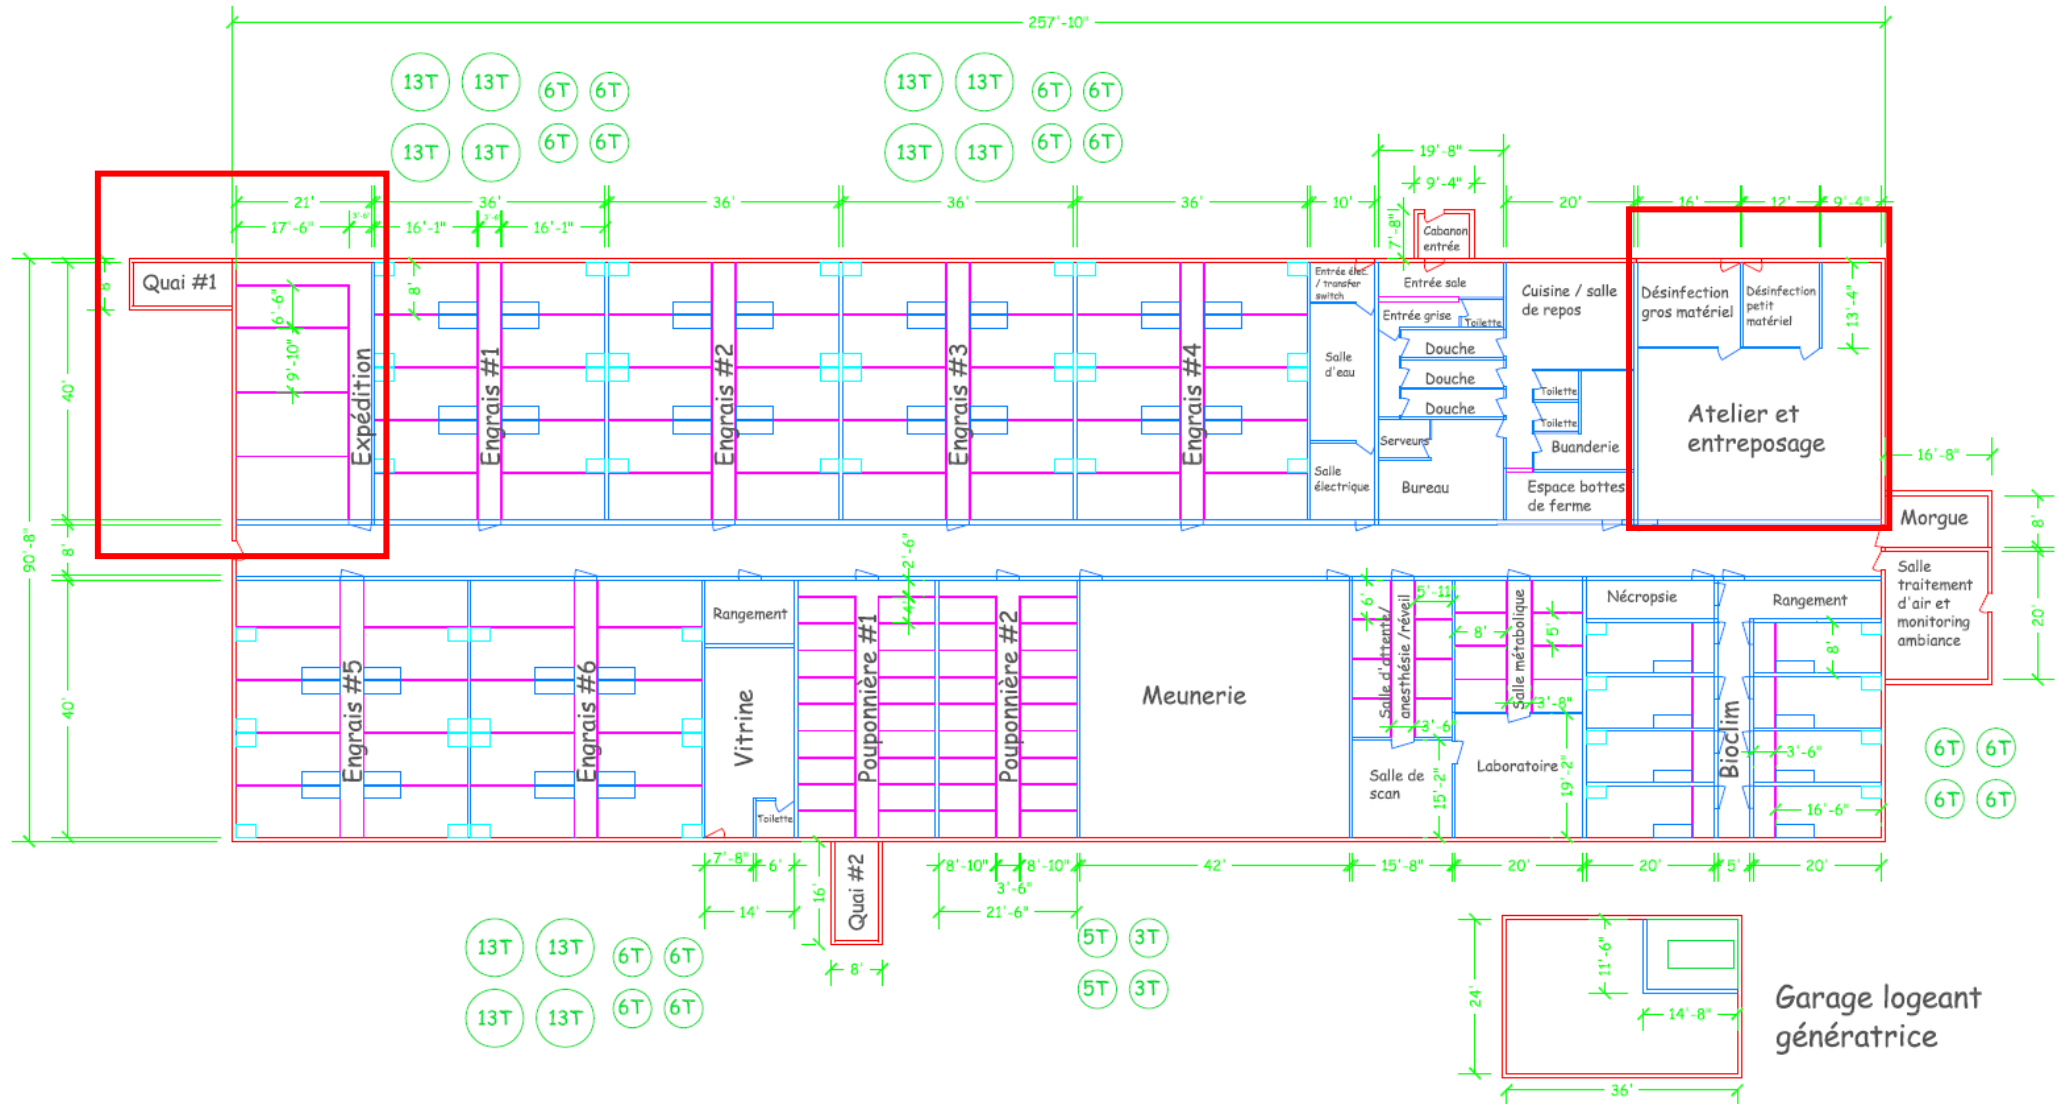 257'-10"
13T 13T 6T 6T
13T 13T 6T 6T
13T 13T 6T 6T
13T 13T 6T 6T
19'-8"
9'-4"
7'-8"
21' 36' 36' 36' 36' 10' 20' 16' 12' 9'-4"
17'-6" 3'-6" 16'-1" 16'-1"
Quai #1
8'
6'-6"
9'-10"
Expédition
8'
Engrais #1
Engrais #2
Engrais #3
Engrais #4
Entrée élec.
/ transfer
switch
Salle
d'eau
Salle
électrique
Cabanon
entrée
Entrée sale
Entrée grise
Toilette
Douche
Douche
Douche
Serveurs
Bureau
Cuisine / salle
de repos
Toilette
Toilette
Buanderie
Espace bottes
de ferme
Désinfection
gros matériel
Désinfection
petit
matériel
13'-4"
Atelier et
entreposage
16'-8"
Morgue
8'
Salle
traitement
d'air et
monitoring
ambiance
20'
90'-8"
40'
8'
40'
Engrais #5
Engrais #6
Rangement
Vitrine
Toilette
2'-6"
4'
Pouponnière #1
Pouponnière #2
Meunerie
6'
5'-11"
Salle d'attente/
anesthésie /réveil
3'-6"
Salle de
scan
15'-2"
8'
5'
Salle métabolique
3'-8"
Laboratoire
19'-2"
Nécropsie
Rangement
8'
Bioclim
3'-6"
16'-6"
6T 6T
6T 6T
7'-8" 6' 8'-10" 8'-10" 42' 15'-8" 20' 20' 5' 20'
3'-6"
14' 21'-6"
16'
Quai #2
8'
13T 13T 6T 6T
13T 13T 6T 6T
5T 3T
5T 3T
24'
11'-6"
14'-8"
36'
Garage logeant
génératrice